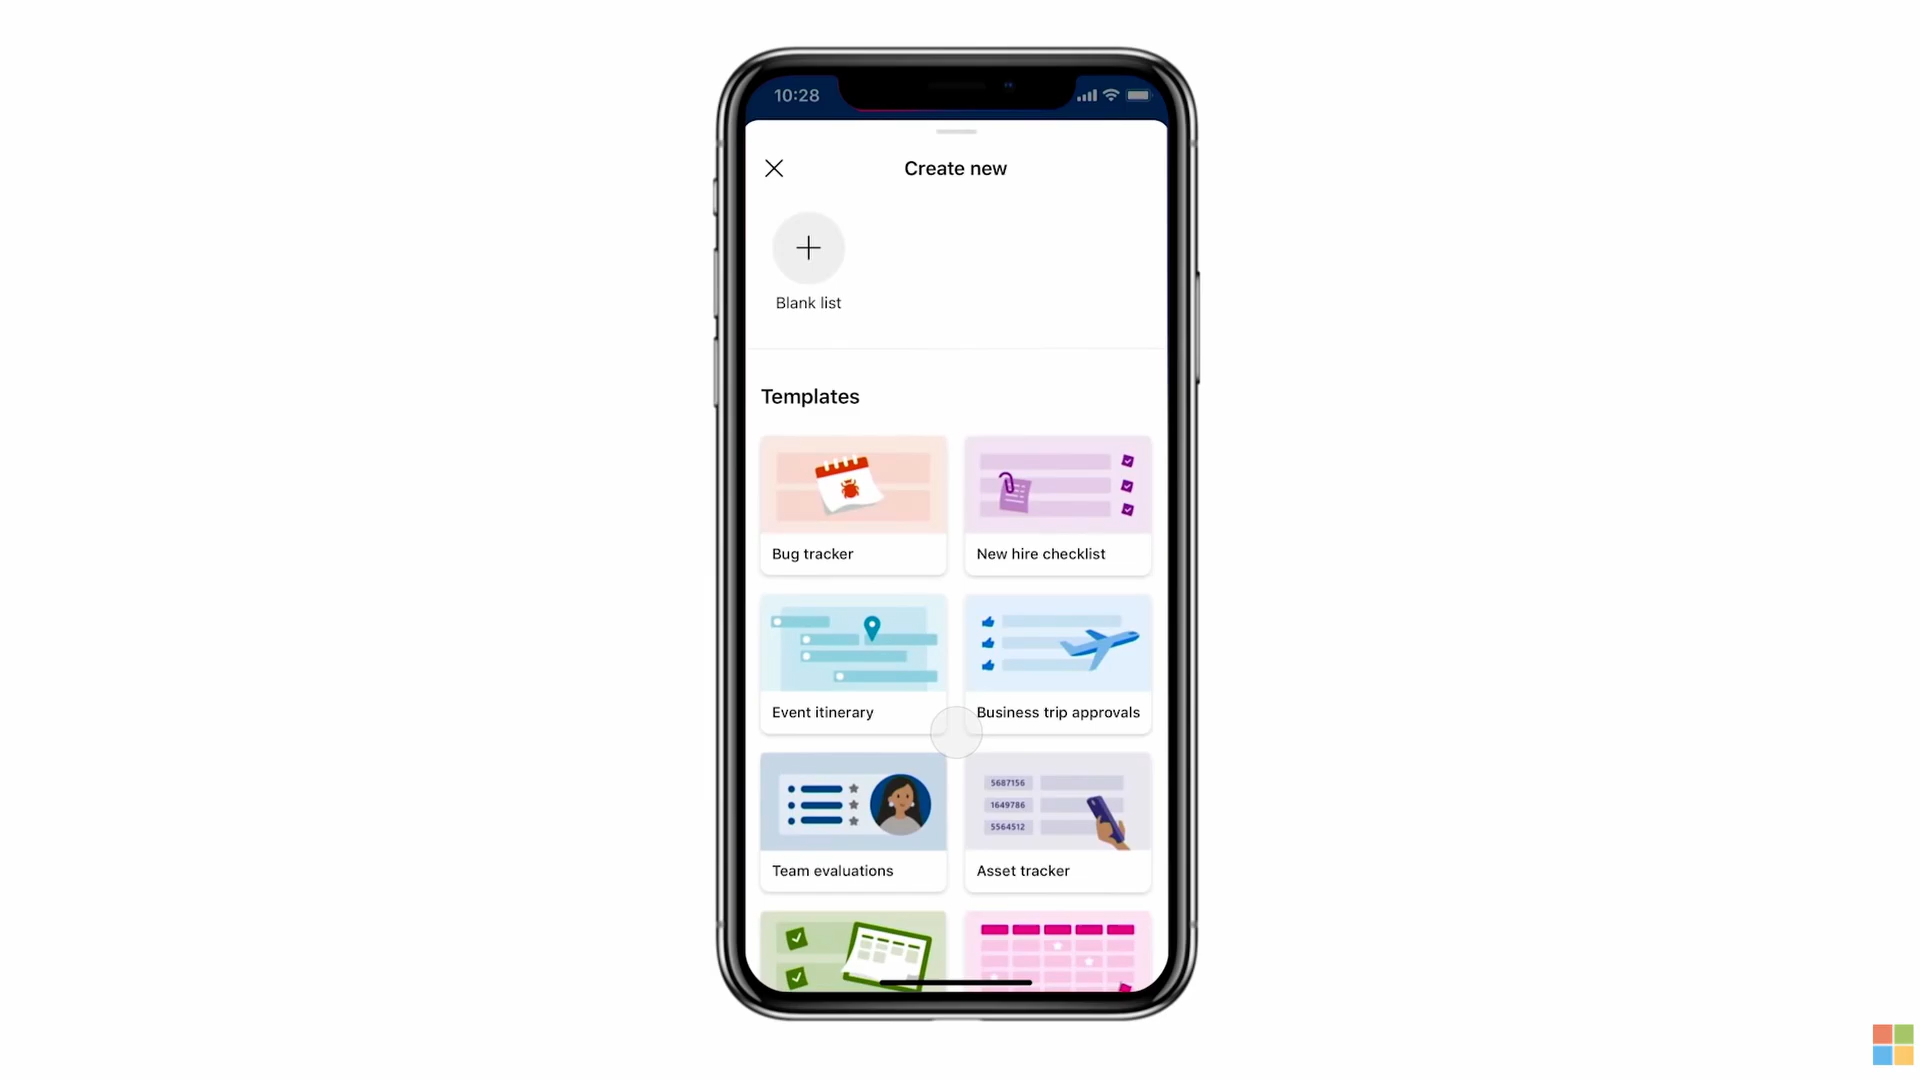 10:28
Create new
Blank list
Templates
Bug tracker
New hire checklist
Event itinerary
Business trip approvals
5687156
1649786
5564512
Team evaluations
Asset tracker